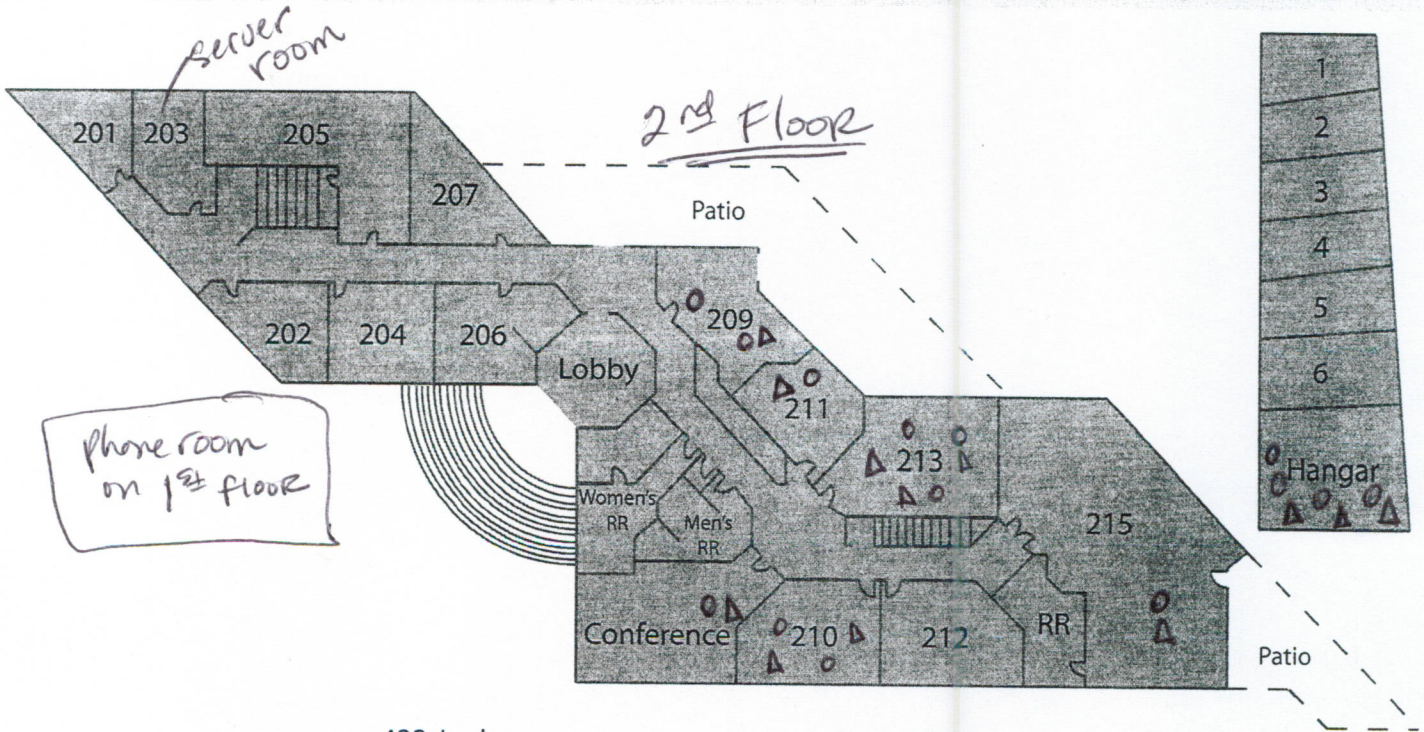 server
room
2nd Floor
201
203
205
207
Patio
1
2
3
4
5
6
Hangar
202
204
206
Lobby
209
211
213
215
phone room
on 1st floor
Women's
RR
Men's
RR
Conference
210
212
RR
Patio